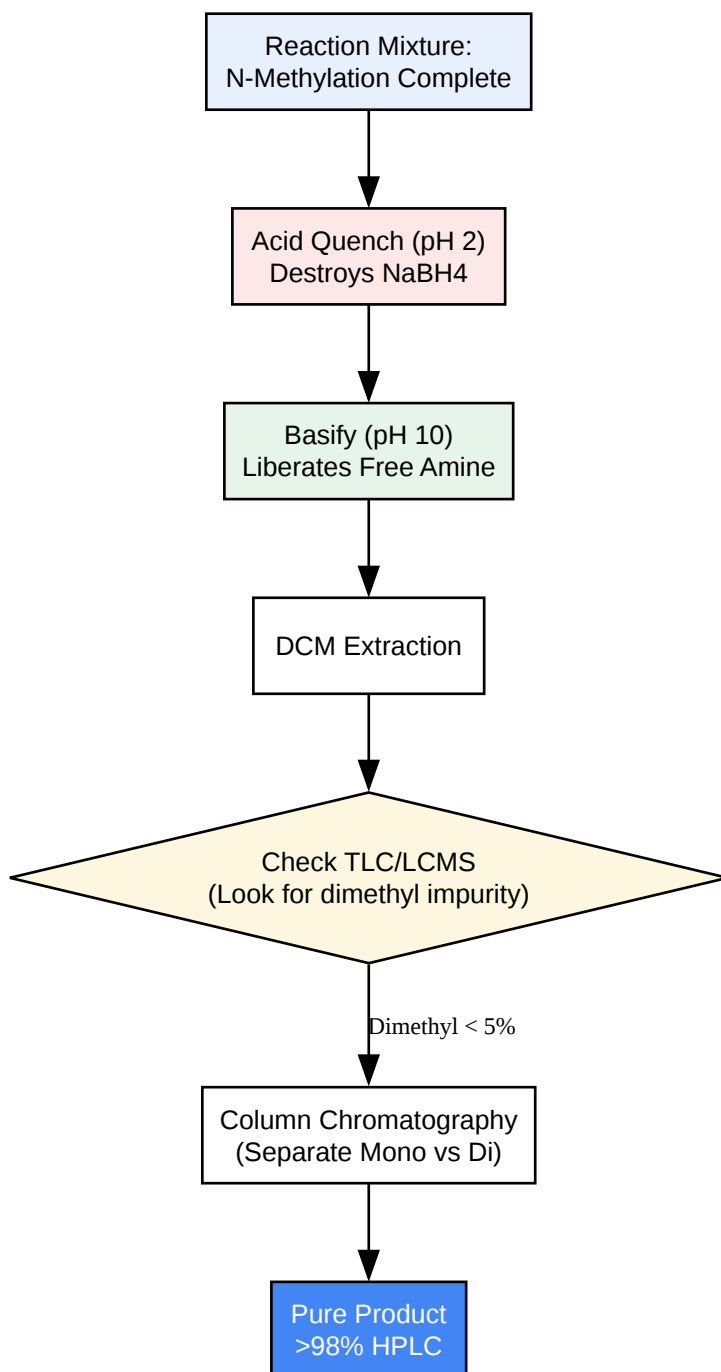 Reaction Mixture:
N-Methylation Complete
Acid Quench (pH 2)
Destroys NaBH4
Basify (pH 10)
Liberates Free Amine
DCM Extraction
Check TLC/LCMS
(Look for dimethyl impurity)
Dimethyl < 5%
Column Chromatography
(Separate Mono vs Di)
Pure Product
>98% HPLC